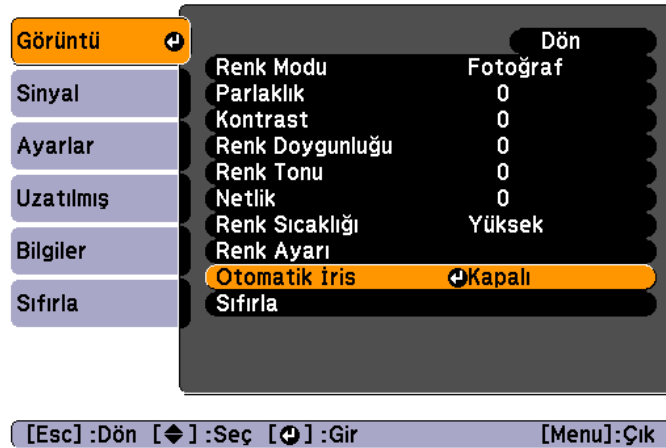 Görüntü
Sinyal
Ayarlar
Uzatılmış
Bilgiler
Sıfırla
Dön
Renk Modu Fotoğraf
Parlaklık 0
Kontrast 0
Renk Doygunluğu 0
Renk Tonu 0
Netlik 0
Renk Sıcaklığı Yüksek
Renk Ayarı
Otomatik İris Kapalı
Sıfırla
[Esc] :Dön [◆] :Seç [↵] :Gir [Menu]:Çık